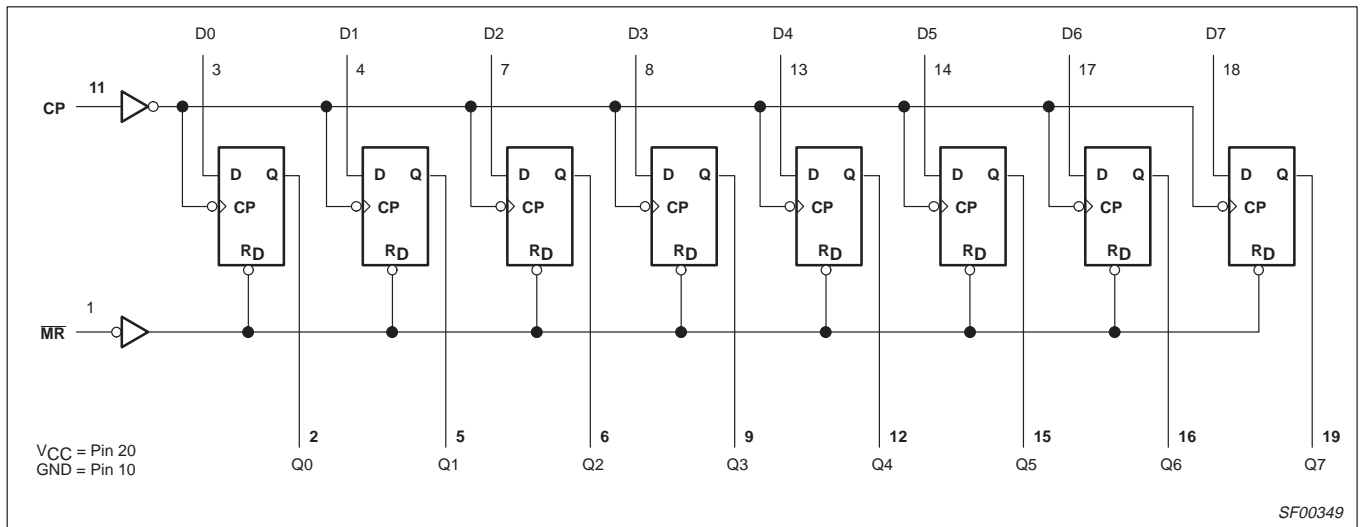 D0 D1 D2 D3 D4 D5 D6 D7
3 4 7 8 13 14 17 18
11
CP
D Q D Q D Q D Q D Q D Q D Q D Q
CP CP CP CP CP CP CP CP
RD RD RD RD RD RD RD RD
1
MR
2 5 6 9 12 15 16 19
VCC = Pin 20
GND = Pin 10
Q0 Q1 Q2 Q3 Q4 Q5 Q6 Q7
SF00349